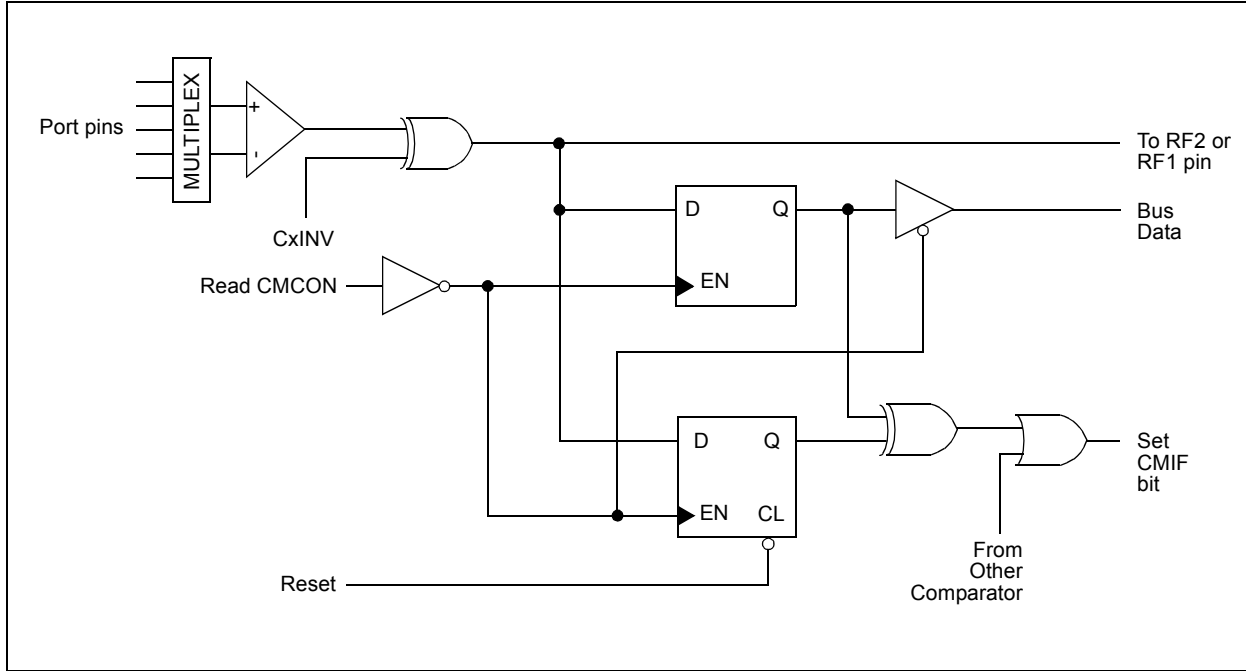 MULTIPLEX
Port pins
+
-
CxINV
To RF2 or
RF1 pin
D
Q
EN
Bus
Data
Read CMCON
D
Q
EN
CL
Set
CMIF
bit
From
Other
Comparator
Reset